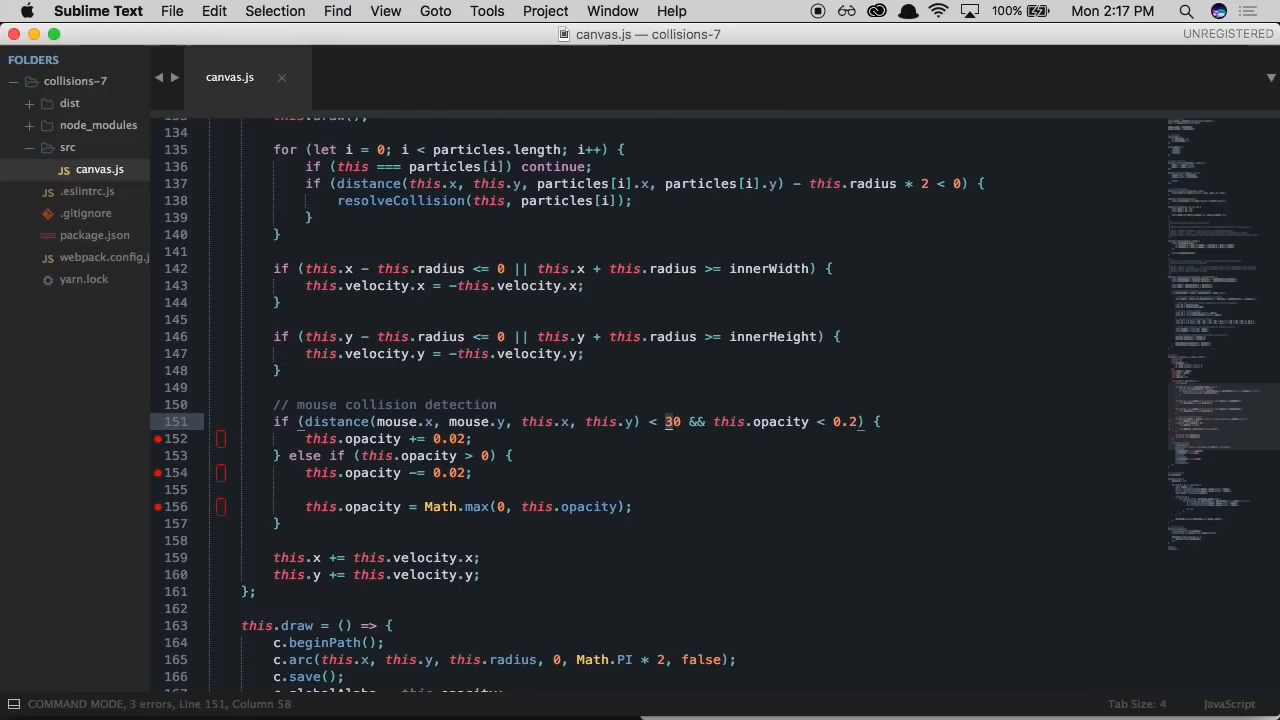 Sublime Text File Edit Selection Find View Goto Tools Project Window Help 100% Mon 2:17 PM
canvas.js — collisions-7 UNREGISTERED
FOLDERS
collisions-7
dist
node_modules
src
canvas.js
.eslintrc.js
.gitignore
package.json
webpack.config.j
yarn.lock
canvas.js
133 this.draw();
134
135 for (let i = 0; i < particles.length; i++) {
136 if (this === particles[i]) continue;
137 if (distance(this.x, this.y, particles[i].x, particles[i].y) - this.radius * 2 < 0) {
138 resolveCollision(this, particles[i]);
139 }
140 }
141
142 if (this.x - this.radius <= 0 || this.x + this.radius >= innerWidth) {
143 this.velocity.x = -this.velocity.x;
144 }
145
146 if (this.y - this.radius <= 0 || this.y + this.radius >= innerHeight) {
147 this.velocity.y = -this.velocity.y;
148 }
149
150 // mouse collision detection
151 if (distance(mouse.x, mouse.y, this.x, this.y) < 30 && this.opacity < 0.2) {
152 this.opacity += 0.02;
153 } else if (this.opacity > 0) {
154 this.opacity -= 0.02;
155
156 this.opacity = Math.max(0, this.opacity);
157 }
158
159 this.x += this.velocity.x;
160 this.y += this.velocity.y;
161 };
162
163 this.draw = () => {
164 c.beginPath();
165 c.arc(this.x, this.y, this.radius, 0, Math.PI * 2, false);
166 c.save();
COMMAND MODE, 3 errors, Line 151, Column 58 Tab Size: 4 JavaScript